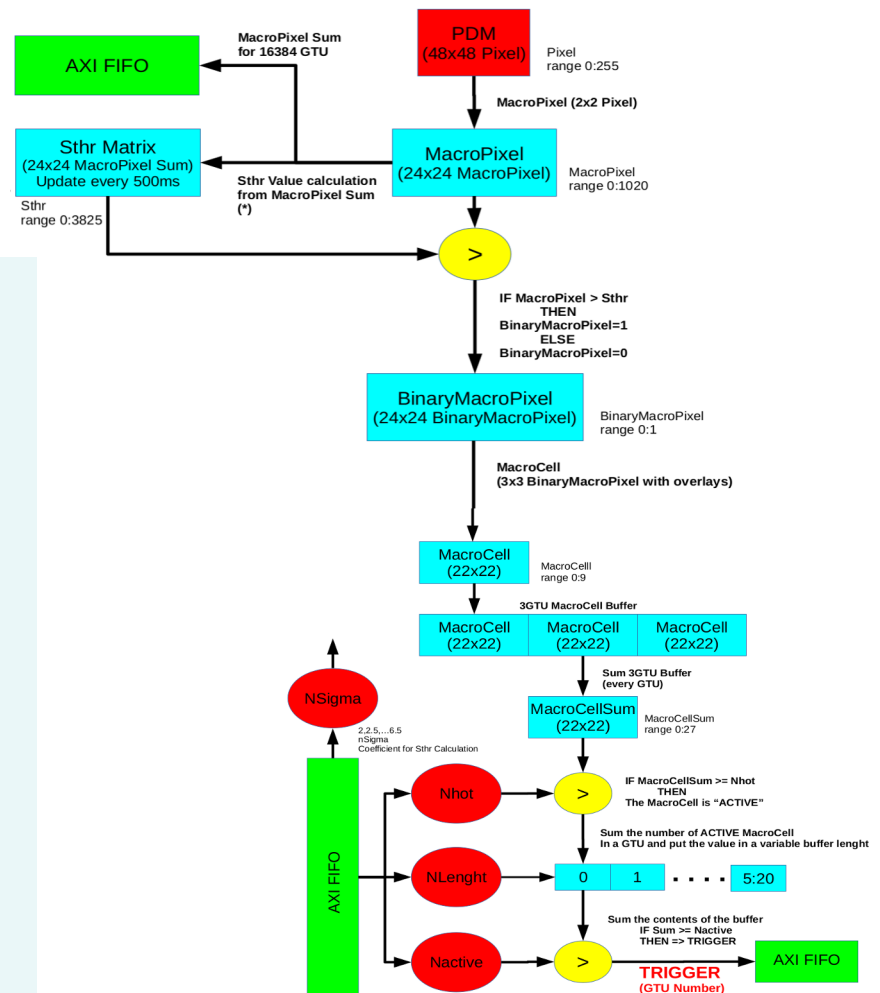 PDM
(48x48 Pixel)
Pixel
range 0:255
MacroPixel Sum
for 16384 GTU
AXI FIFO
MacroPixel (2x2 Pixel)
Sthr Matrix
(24x24 MacroPixel Sum)
Update every 500ms
MacroPixel
(24x24 MacroPixel)
MacroPixel
range 0:1020
Sthr Value calculation
from MacroPixel Sum
(*)
Sthr
range 0:3825
>
IF MacroPixel > Sthr
THEN
BinaryMacroPixel=1
ELSE
BinaryMacroPixel=0
BinaryMacroPixel
(24x24 BinaryMacroPixel)
BinaryMacroPixel
range 0:1
MacroCell
(3x3 BinaryMacroPixel with overlays)
MacroCell
(22x22)
MacroCelll
range 0:9
3GTU MacroCell Buffer
MacroCell MacroCell MacroCell
(22x22) (22x22) (22x22)
Sum 3GTU Buffer
(every GTU)
NSigma
MacroCellSum
(22x22)
MacroCellSum
range 0:27
2,2.5,...6.5
nSigma
Coefficient for Sthr Calculation
AXI FIFO
Nhot
>
IF MacroCellSum >= Nhot
THEN
The MacroCell is “ACTIVE”
Sum the number of ACTIVE MacroCell
In a GTU and put the value in a variable buffer lenght
NLenght
0 1 . . . . 5:20
Sum the contents of the buffer
IF Sum >= Nactive
THEN => TRIGGER
Nactive
>
AXI FIFO
TRIGGER
(GTU Number)